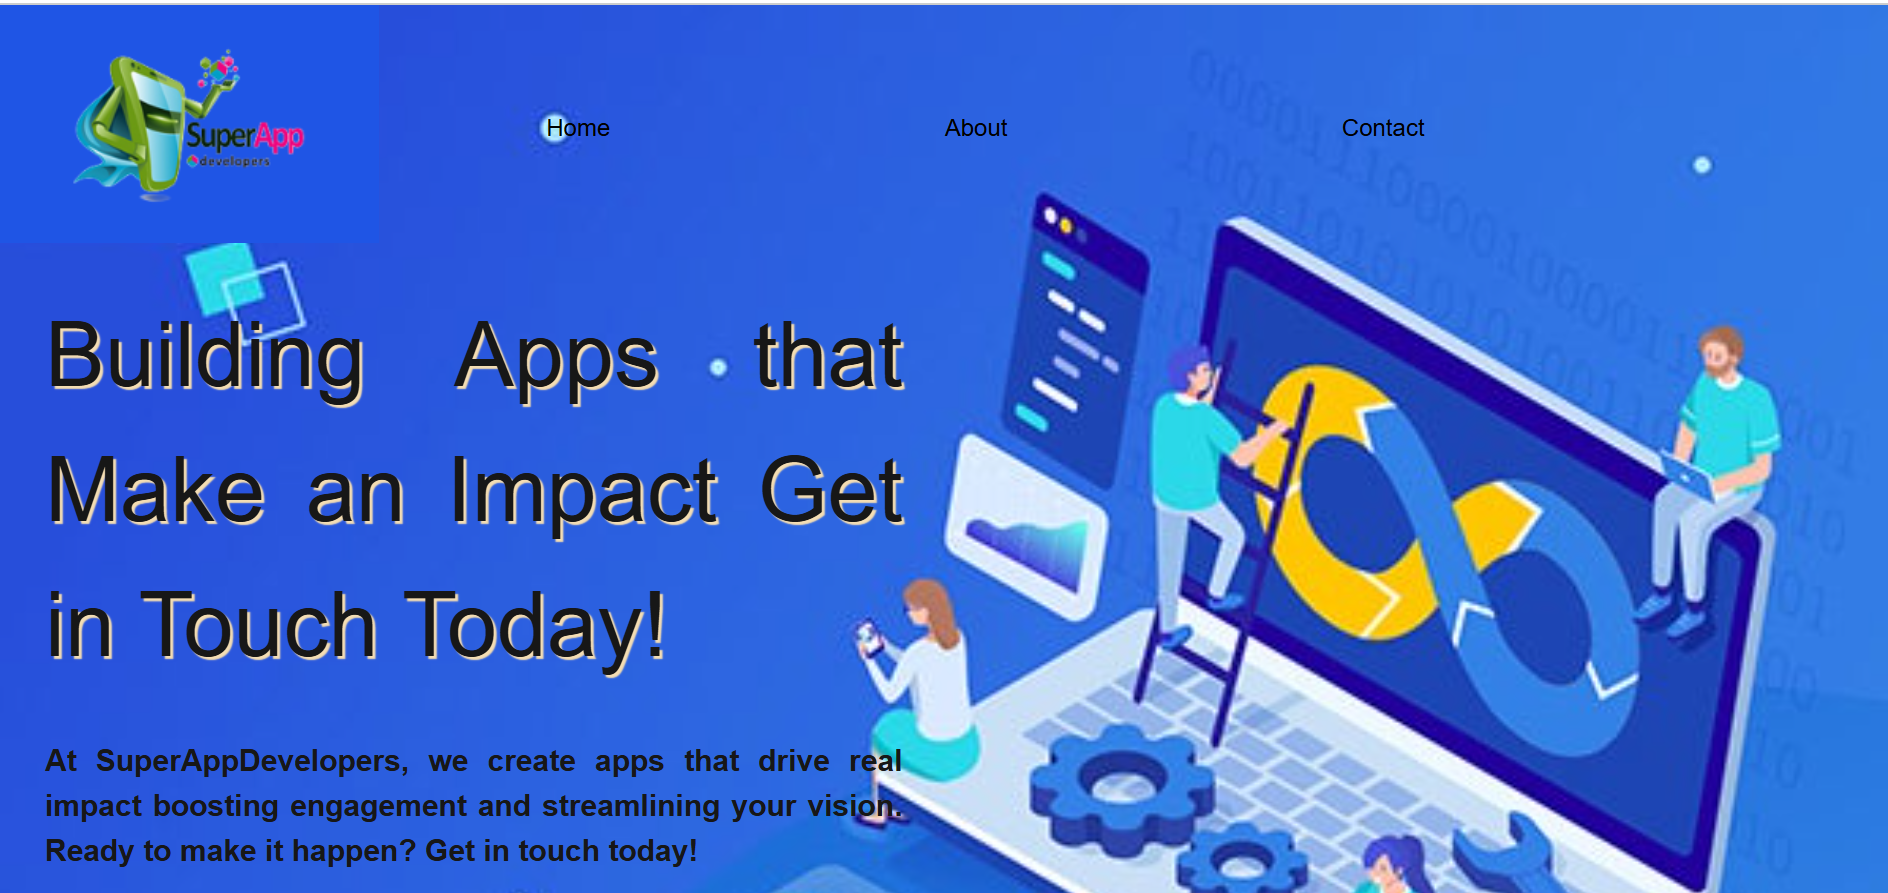 SuperApp
developers
Home
About
Contact
Building Apps that
Make an Impact Get
in Touch Today!
At SuperAppDevelopers, we create apps that drive real
impact boosting engagement and streamlining your vision.
Ready to make it happen? Get in touch today!